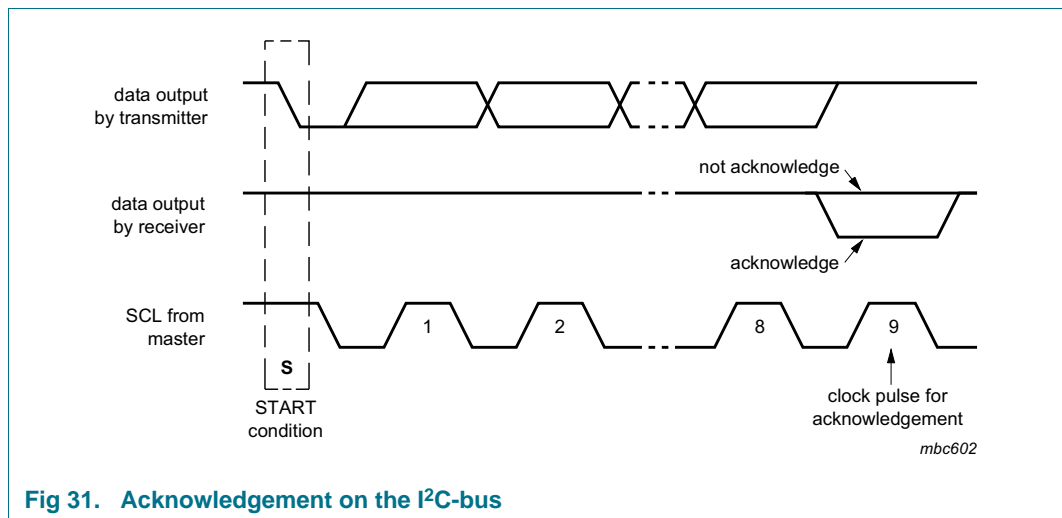 data output
by transmitter
not acknowledge
data output
by receiver
acknowledge
SCL from
master
1
2
8
9
S
START
condition
clock pulse for
acknowledgement
mbc602
Fig 31. Acknowledgement on the I²C-bus